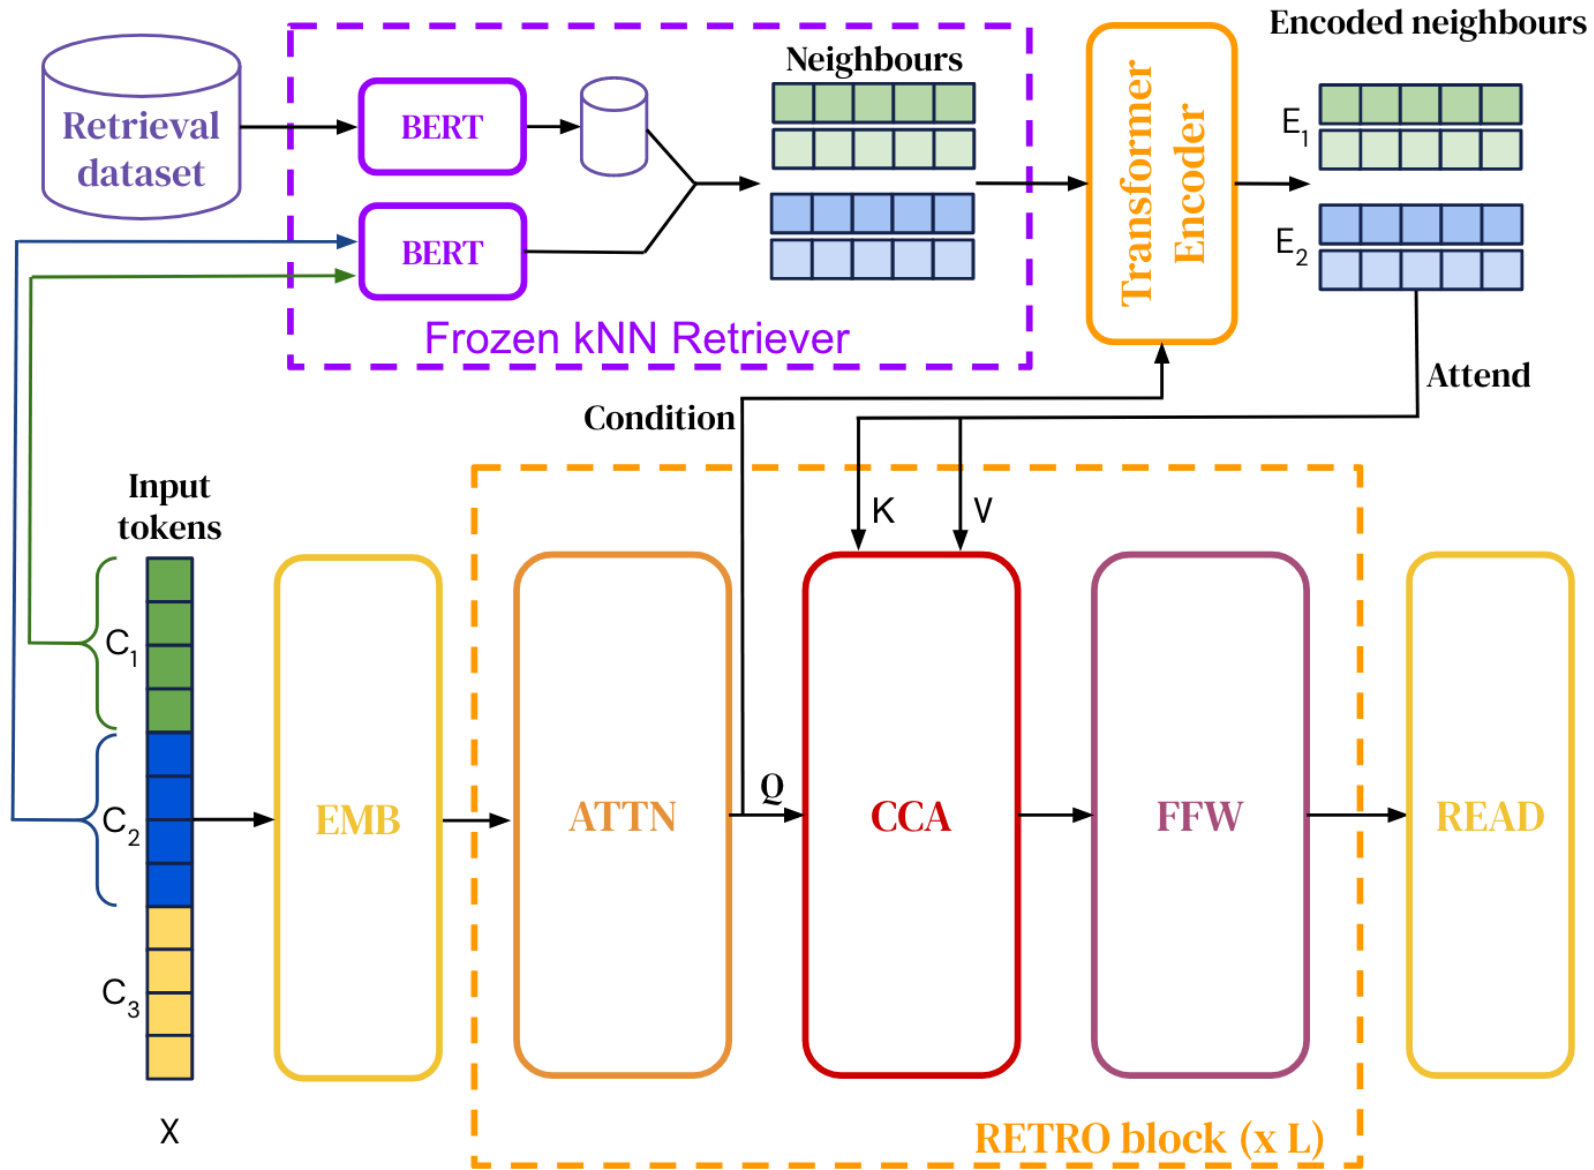 Encoded neighbours
Neighbours
Retrieval
dataset
BERT
BERT
Transformer
Encoder
E1
E2
Frozen kNN Retriever
Attend
Condition
Input
tokens
K
V
C1
C2
C3
Q
EMB
ATTN
CCA
FFW
READ
X
RETRO block (x L)